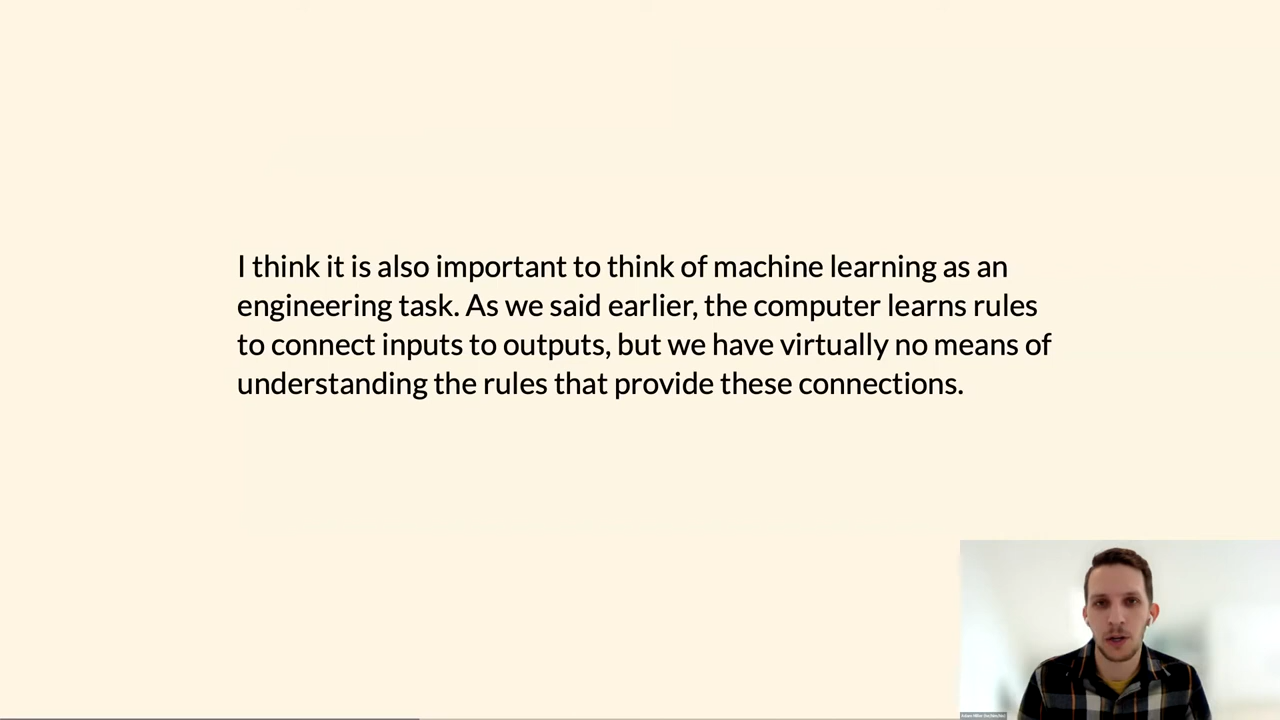 I think it is also important to think of machine learning as an
engineering task. As we said earlier, the computer learns rules
to connect inputs to outputs, but we have virtually no means of
understanding the rules that provide these connections.